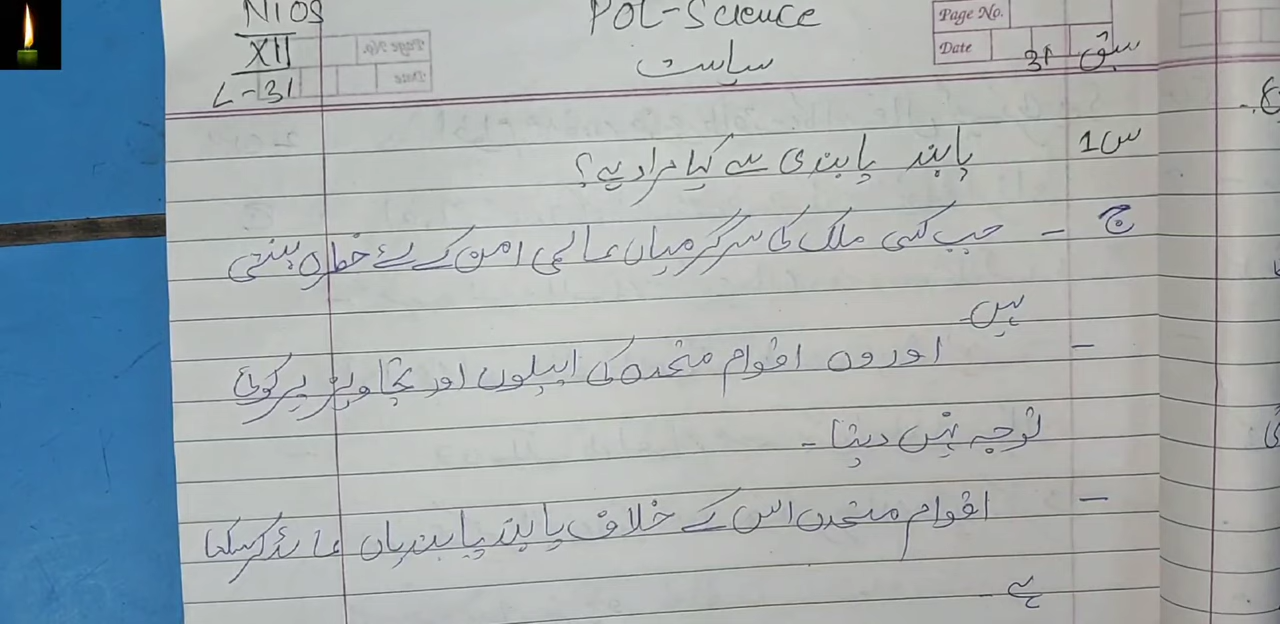 NIOS
XII
L-31
Pol-Science
سیاست
Page No.
Date
سبق 31
س1 پابند پابندی سے کیا مراد ہے؟
ج - جب کسی ملک کی سرگرمیاں عالمی امن کے لئے خطرہ بنتی
ہیں
- اور وہ اقوام متحدہ کی اپیلوں اور تجاویز پر کوئی
توجہ نہیں دیتا -
- اقوام متحدہ اس کے خلاف پابند پابندیاں عائد کرسکتا
ہے